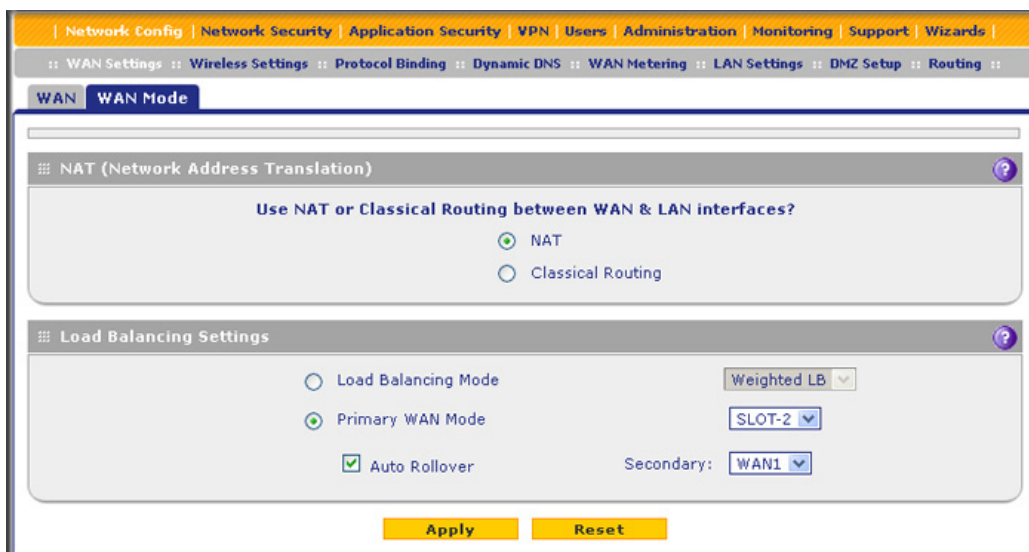 | Network Config | Network Security | Application Security | VPN | Users | Administration | Monitoring | Support | Wizards |
:: WAN Settings :: Wireless Settings :: Protocol Binding :: Dynamic DNS :: WAN Metering :: LAN Settings :: DMZ Setup :: Routing ::
WAN WAN Mode
NAT (Network Address Translation) ?
Use NAT or Classical Routing between WAN & LAN interfaces?
NAT
Classical Routing
Load Balancing Settings ?
Load Balancing Mode Weighted LB
Primary WAN Mode SLOT-2
Auto Rollover Secondary: WAN1
Apply Reset